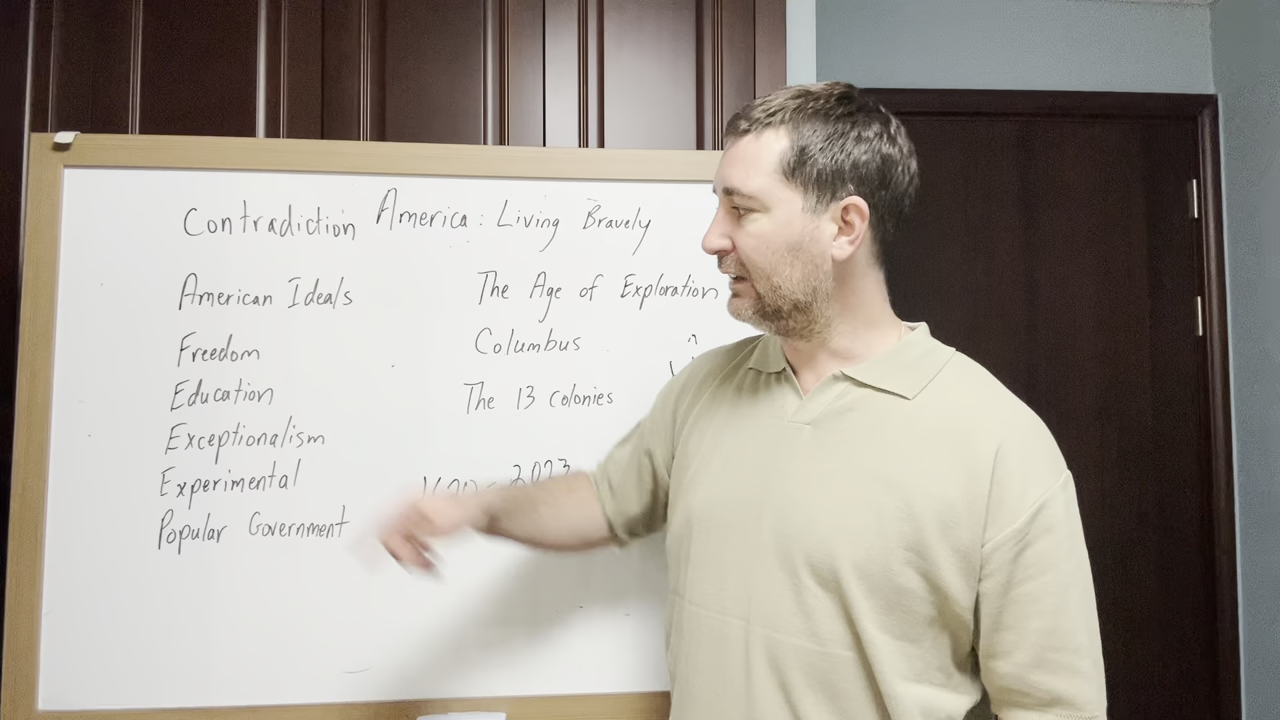 Contradiction America: Living Bravely
American Ideals
Freedom
Education
Exceptionalism
Experimental
Popular Government
The Age of Exploration
Columbus
The 13 colonies
- 2023